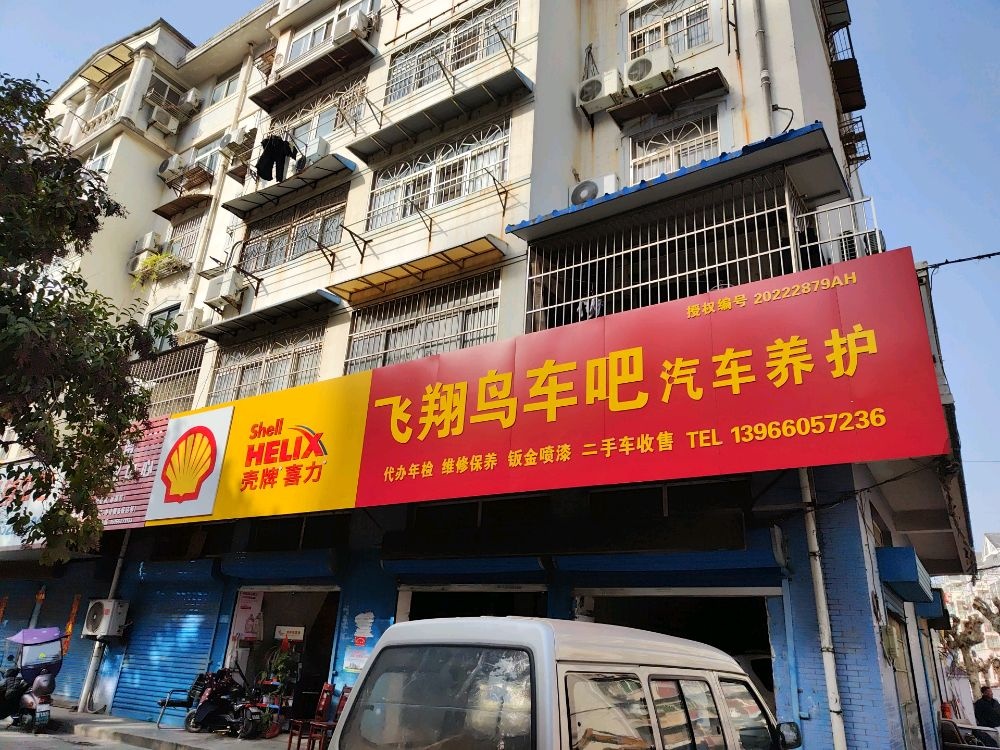 授权编号 20222879AH
Shell
HELIX
壳牌 喜力
飞翔鸟车吧 汽车养护
代办年检 维修保养 钣金喷漆 二手车收售 TEL 13966057236